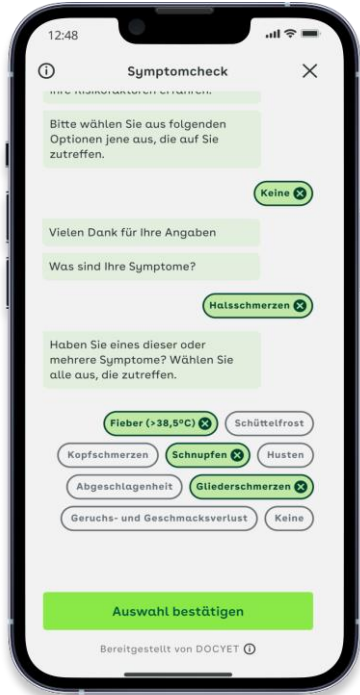 12:48
Symptomcheck
Ihre Risikofaktoren erfahren.
Bitte wählen Sie aus folgenden
Optionen jene aus, die auf Sie
zutreffen.
Keine
Vielen Dank für Ihre Angaben
Was sind Ihre Symptome?
Halsschmerzen
Haben Sie eines dieser oder
mehrere Symptome? Wählen Sie
alle aus, die zutreffen.
Fieber (>38,5°C) Schüttelfrost
Kopfschmerzen Schnupfen Husten
Abgeschlagenheit Gliederschmerzen
Geruchs- und Geschmacksverlust Keine
Auswahl bestätigen
Bereitgestellt von DOCYET